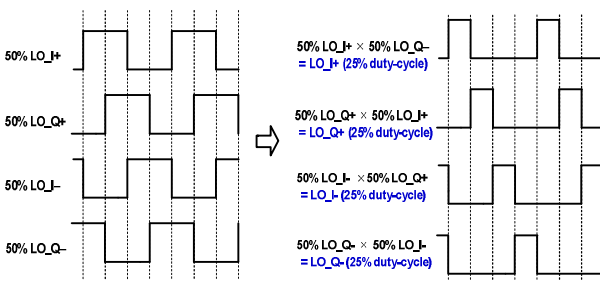 50% LO_I+
50% LO_Q+
50% LO_I–
50% LO_Q–
50% LO_I+ × 50% LO_Q–
= LO_I+ (25% duty-cycle)
50% LO_Q+ × 50% LO_I+
= LO_Q+ (25% duty-cycle)
50% LO_I- ×50% LO_Q+
= LO_I- (25% duty-cycle)
50% LO_Q- × 50% LO_I-
= LO_Q- (25% duty-cycle)